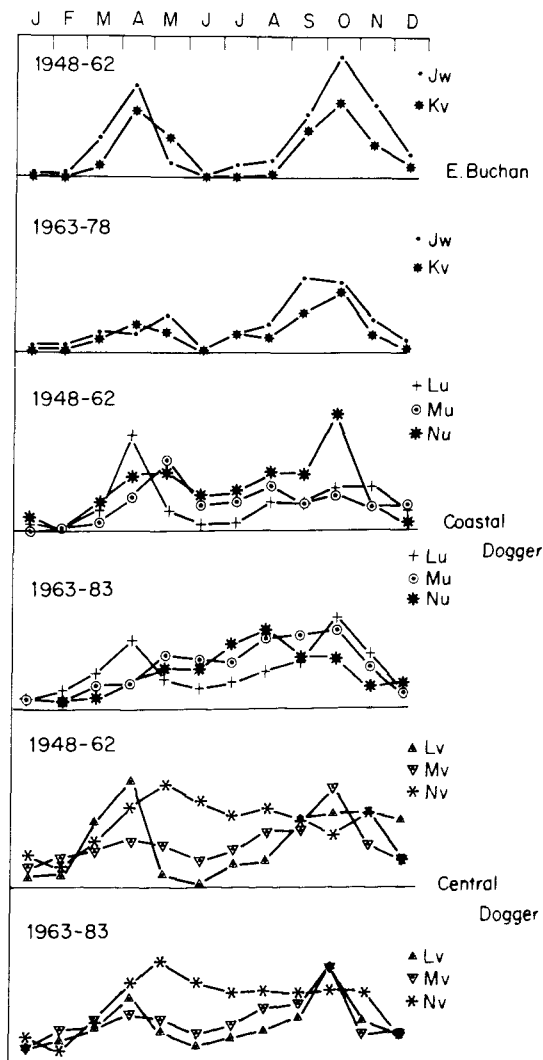 J F M A M J J A S O N D
1948-62
Jw
Kv
E. Buchan
1963-78
Jw
Kv
1948-62
Lu
Mu
Nu
Coastal
Dogger
Lu
Mu
Nu
1963-83
1948-62
Lv
Mv
Nv
Central
Dogger
1963-83
Lv
Mv
Nv